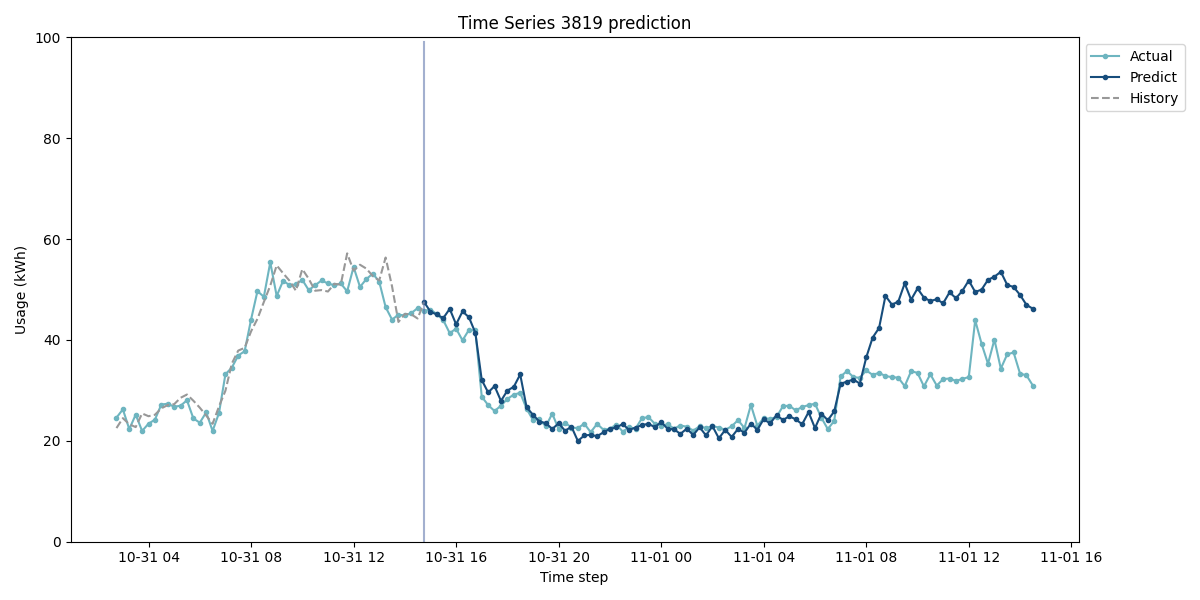 Time Series 3819 prediction
Usage (kWh)
100
80
60
40
20
0
10-31 04
10-31 08
10-31 12
10-31 16
10-31 20
11-01 00
11-01 04
11-01 08
11-01 12
11-01 16
Time step
Actual
Predict
History